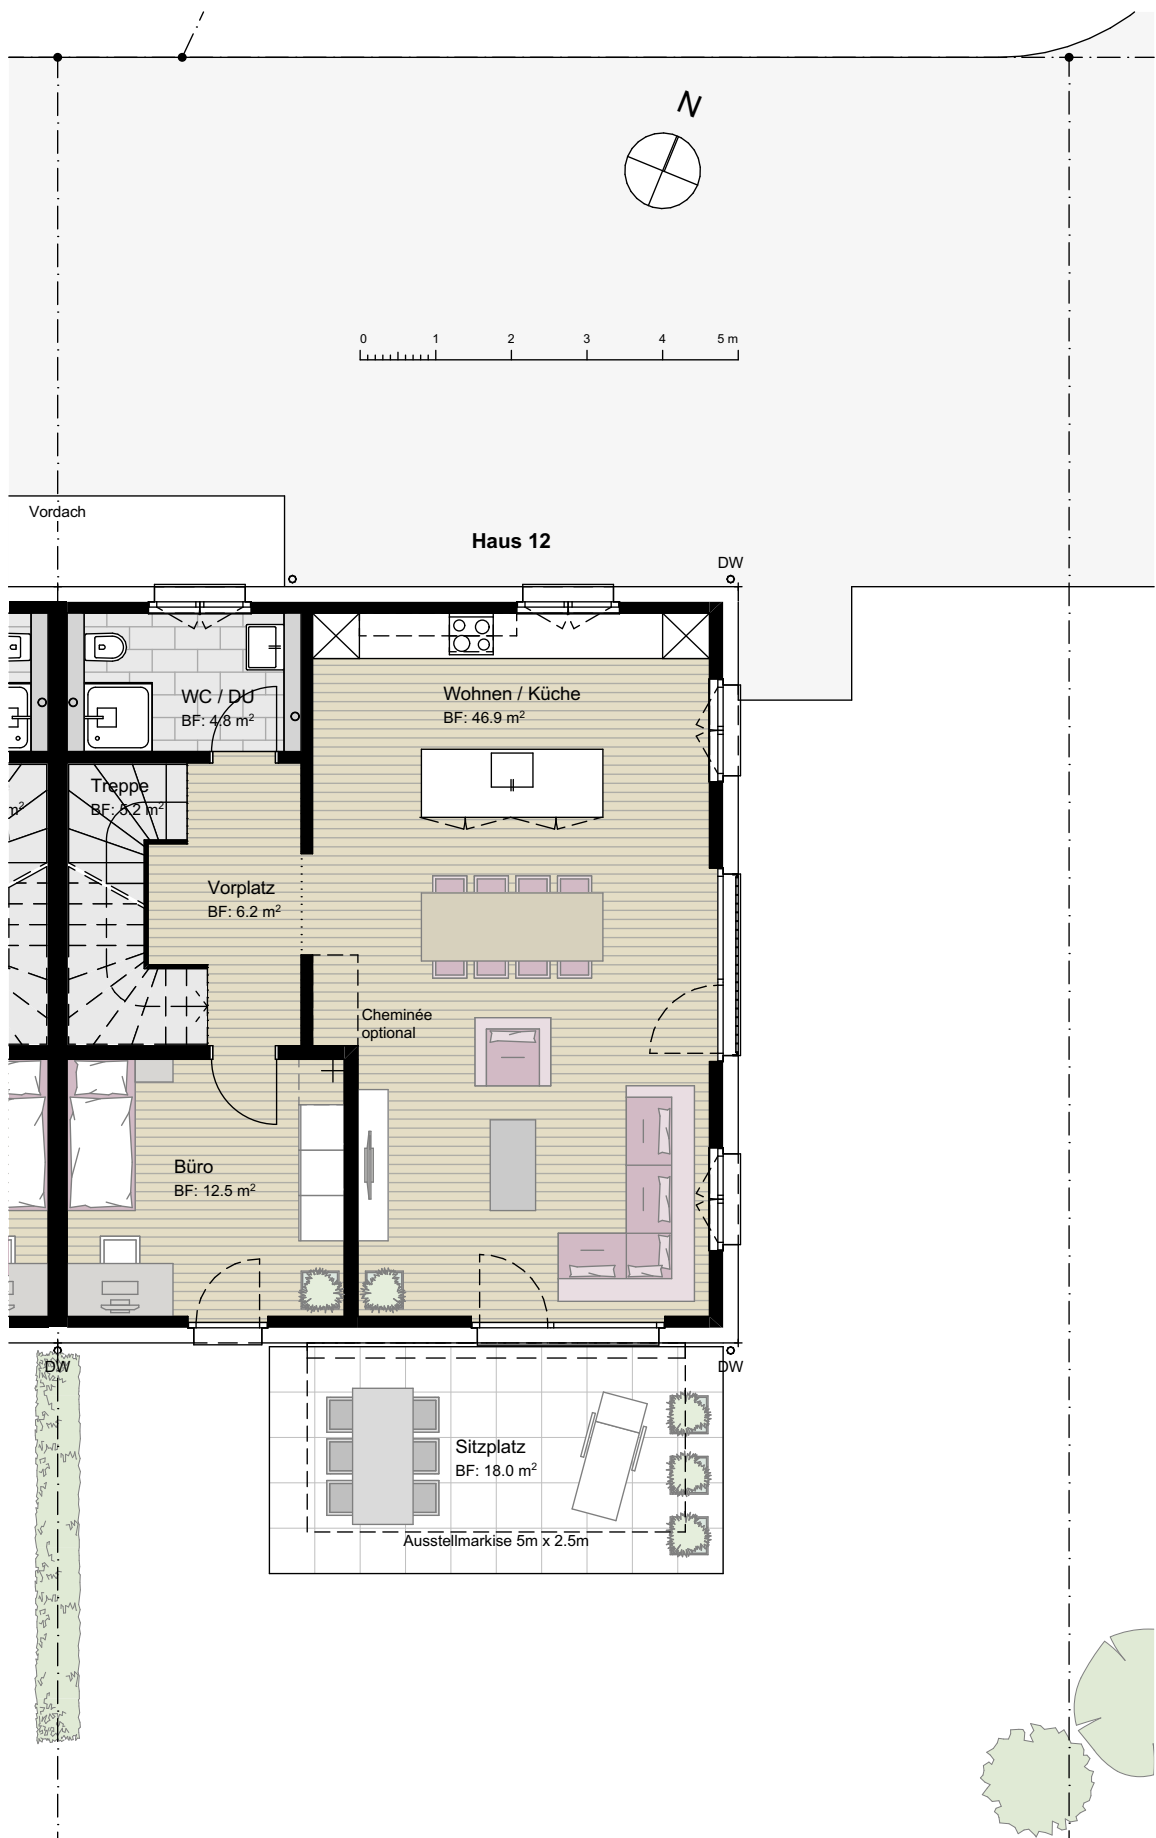 N
0 1 2 3 4 5 m
Vordach
Haus 12
DW
WC / DU
BF: 4.8 m²
Wohnen / Küche
BF: 46.9 m²
Treppe
BF: 5.2 m²
m²
Vorplatz
BF: 6.2 m²
Cheminée
optional
Büro
BF: 12.5 m²
DW
DW
Sitzplatz
BF: 18.0 m²
Ausstellmarkise 5m x 2.5m